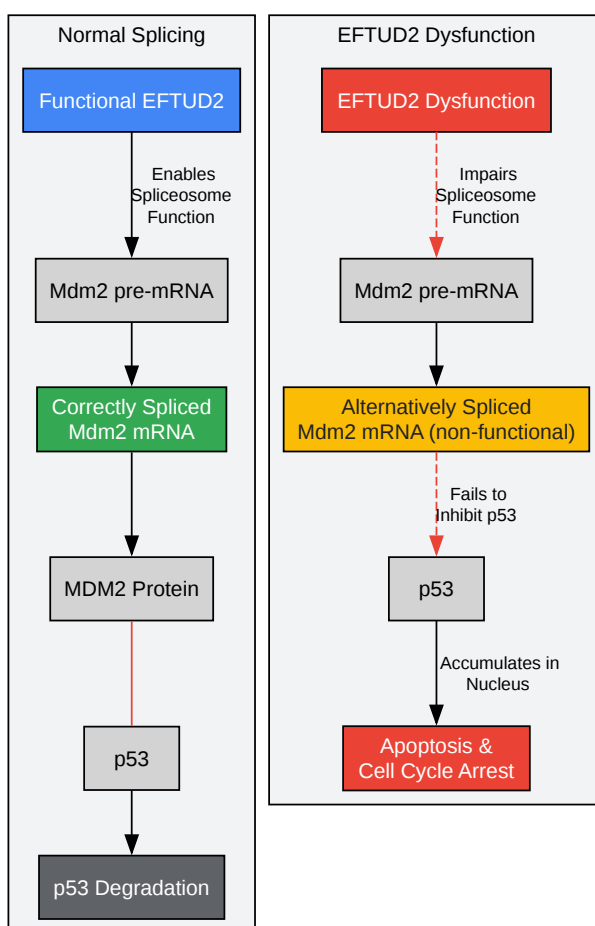 Normal Splicing
Functional EFTUD2
Enables
Spliceosome
Function
Mdm2 pre-mRNA
Correctly Spliced
Mdm2 mRNA
MDM2 Protein
p53
p53 Degradation
EFTUD2 Dysfunction
EFTUD2 Dysfunction
Impairs
Spliceosome
Function
Mdm2 pre-mRNA
Alternatively Spliced
Mdm2 mRNA (non-functional)
Fails to
Inhibit p53
p53
Accumulates in
Nucleus
Apoptosis &
Cell Cycle Arrest